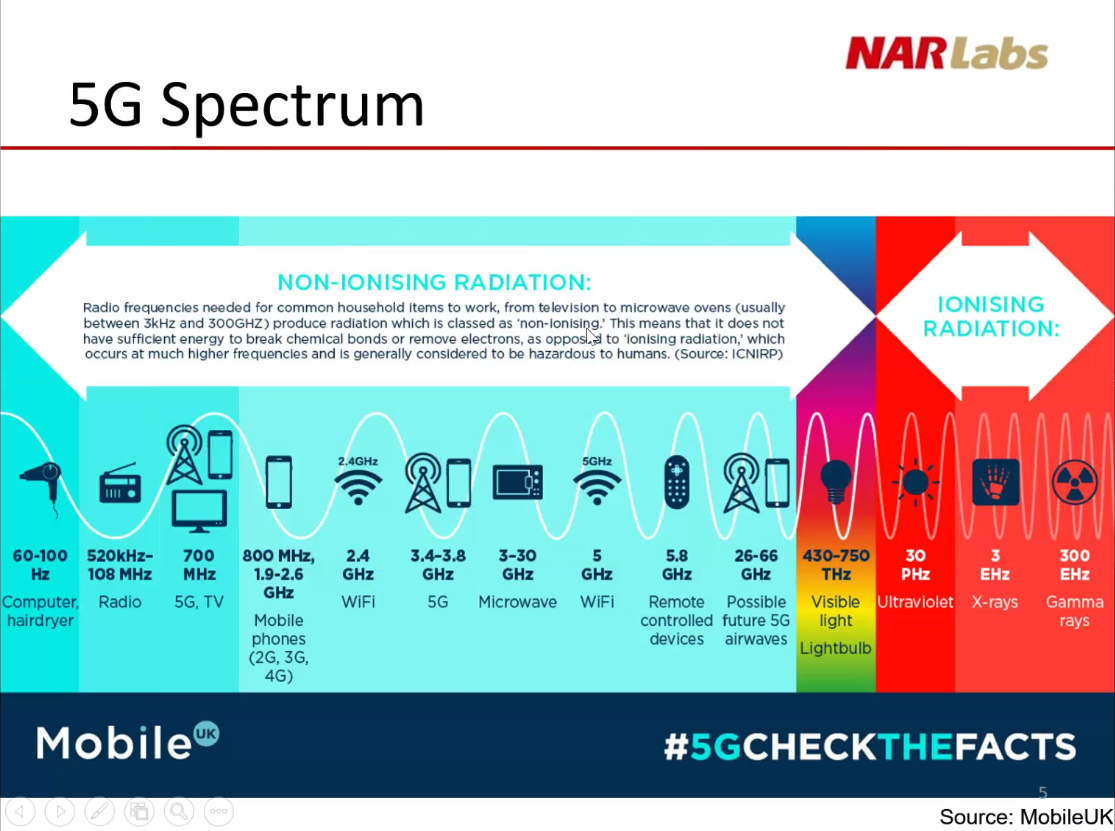 NARLabs
5G Spectrum
NON-IONISING RADIATION:
Radio frequencies needed for common household items to work, from television to microwave ovens (usually
between 3kHz and 300GHZ) produce radiation which is classed as ‘non-ionising.’ This means that it does not
have sufficient energy to break chemical bonds or remove electrons, as opposed to ‘ionising radiation,’ which
occurs at much higher frequencies and is generally considered to be hazardous to humans. (Source: ICNIRP)
IONISING
RADIATION:
2.4GHz
5GHz
60-100
Hz
Computer,
hairdryer
520kHz–
108 MHz
Radio
700
MHz
5G, TV
800 MHz,
1.9-2.6
GHz
Mobile
phones
(2G, 3G,
4G)
2.4
GHz
WiFi
3.4–3.8
GHz
5G
3–30
GHz
Microwave
5
GHz
WiFi
5.8
GHz
Remote
controlled
devices
26-66
GHz
Possible
future 5G
airwaves
430–750
THz
Visible
light
Lightbulb
30
PHz
Ultraviolet
3
EHz
X-rays
300
EHz
Gamma
rays
Mobile UK
#5GCHECKTHEFACTS
5
Source: MobileUK